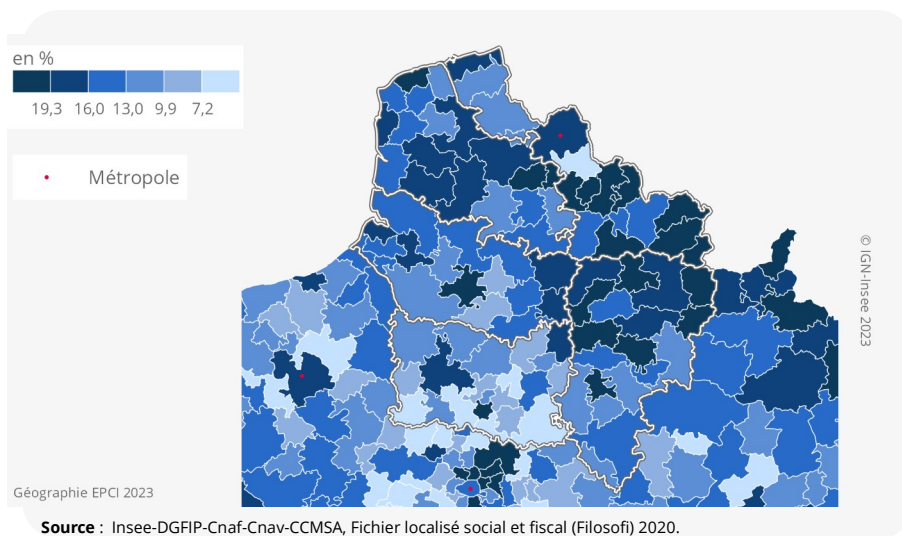 en %
19,3 16,0 13,0 9,9 7,2
Métropole
© IGN-Insee 2023
Géographie EPCI 2023
Source : Insee-DGFIP-Cnaf-Cnav-CCMSA, Fichier localisé social et fiscal (Filosofi) 2020.